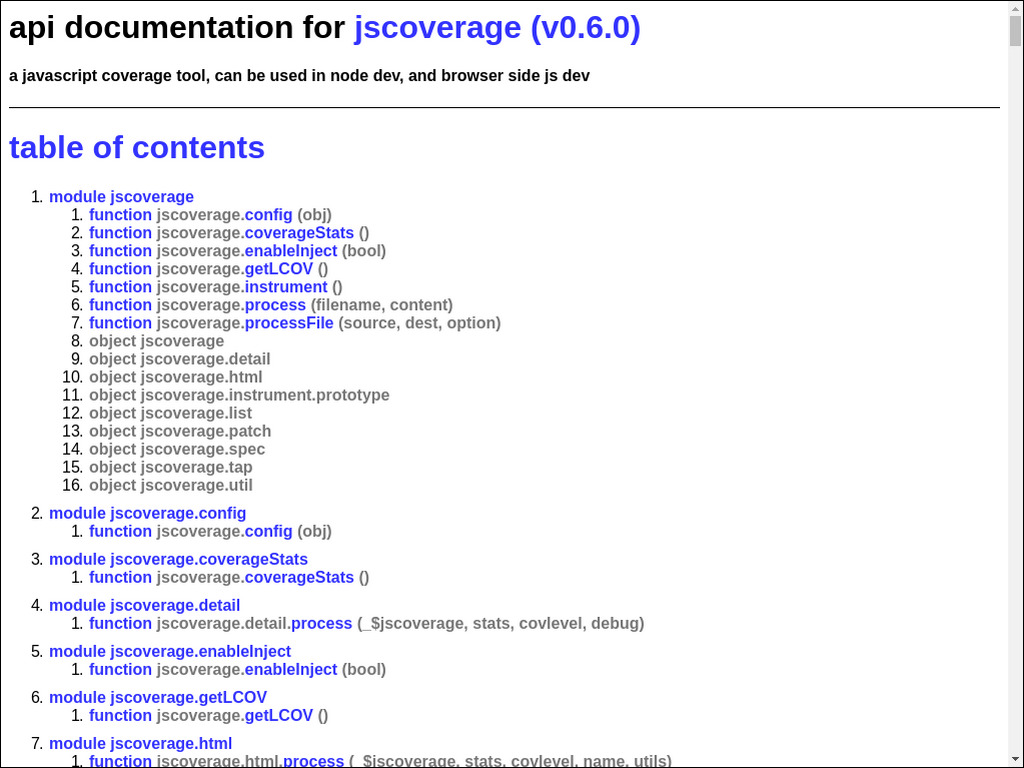 api documentation for jscoverage (v0.6.0)
a javascript coverage tool, can be used in node dev, and browser side js dev
table of contents
1. module jscoverage
1. function jscoverage.config (obj)
2. function jscoverage.coverageStats ()
3. function jscoverage.enableInject (bool)
4. function jscoverage.getLCOV ()
5. function jscoverage.instrument ()
6. function jscoverage.process (filename, content)
7. function jscoverage.processFile (source, dest, option)
8. object jscoverage
9. object jscoverage.detail
10. object jscoverage.html
11. object jscoverage.instrument.prototype
12. object jscoverage.list
13. object jscoverage.patch
14. object jscoverage.spec
15. object jscoverage.tap
16. object jscoverage.util
2. module jscoverage.config
1. function jscoverage.config (obj)
3. module jscoverage.coverageStats
1. function jscoverage.coverageStats ()
4. module jscoverage.detail
1. function jscoverage.detail.process (_$jscoverage, stats, covlevel, debug)
5. module jscoverage.enableInject
1. function jscoverage.enableInject (bool)
6. module jscoverage.getLCOV
1. function jscoverage.getLCOV ()
7. module jscoverage.html
1. function jscoverage.html.process (_$jscoverage, stats, covlevel, name, utils)